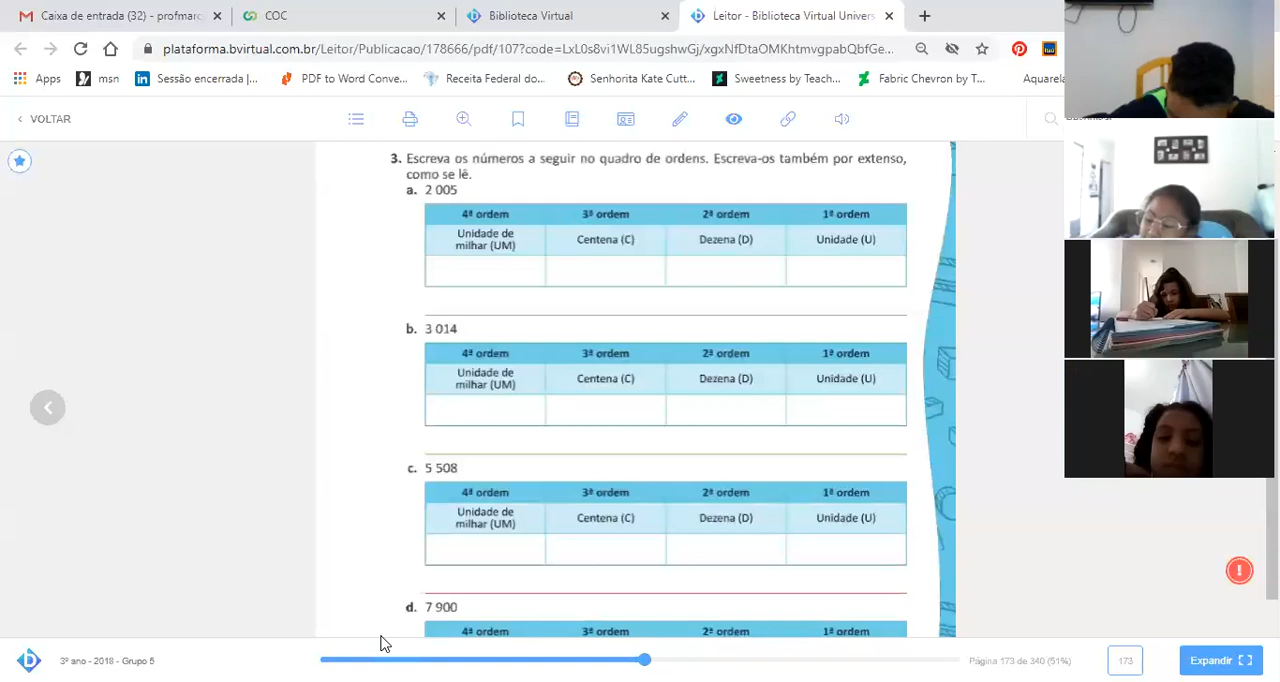 Caixa de entrada (32) - profmarc
COC
Biblioteca Virtual
Leitor - Biblioteca Virtual Univers
plataforma.bvirtual.com.br/Leitor/Publicacao/178656/pdf/107?code=LxL0s8vi1WL85ugshwGj/xgxNfDtaOMKhtmvgpabQbfGe...
Apps
msn
Sessão encerrada |...
PDF to Word Conve...
Receita Federal do...
Senhorita Kate Cutt...
Sweetness by Teach...
Fabric Chevron by T...
Aquarela
VOLTAR
3. Escreva os números a seguir no quadro de ordens. Escreva-os também por extenso,
como se lê.
a. 2 005
4ª ordem 3ª ordem 2ª ordem 1ª ordem
Unidade de
milhar (UM) Centena (C) Dezena (D) Unidade (U)
b. 3 014
4ª ordem 3ª ordem 2ª ordem 1ª ordem
Unidade de
milhar (UM) Centena (C) Dezena (D) Unidade (U)
c. 5 508
4ª ordem 3ª ordem 2ª ordem 1ª ordem
Unidade de
milhar (UM) Centena (C) Dezena (D) Unidade (U)
d. 7 900
4ª ordem 3ª ordem 2ª ordem 1ª ordem
3º ano - 2018 - Grupo 5
Página 173 de 340 (51%)
173
Expandir